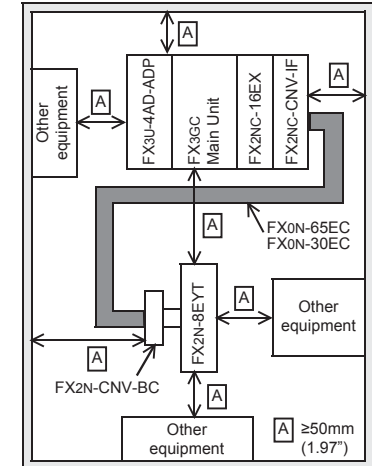 A
A
A
Other
equipment
FX3U-4AD-ADP
FX3GC
Main Unit
FX2NC-16EX
FX2NC-CNV-IF
A
FX0N-65EC
FX0N-30EC
FX2N-8EYT
A
Other
equipment
A
FX2N-CNV-BC
A
Other
equipment
A ≥50mm
(1.97”)